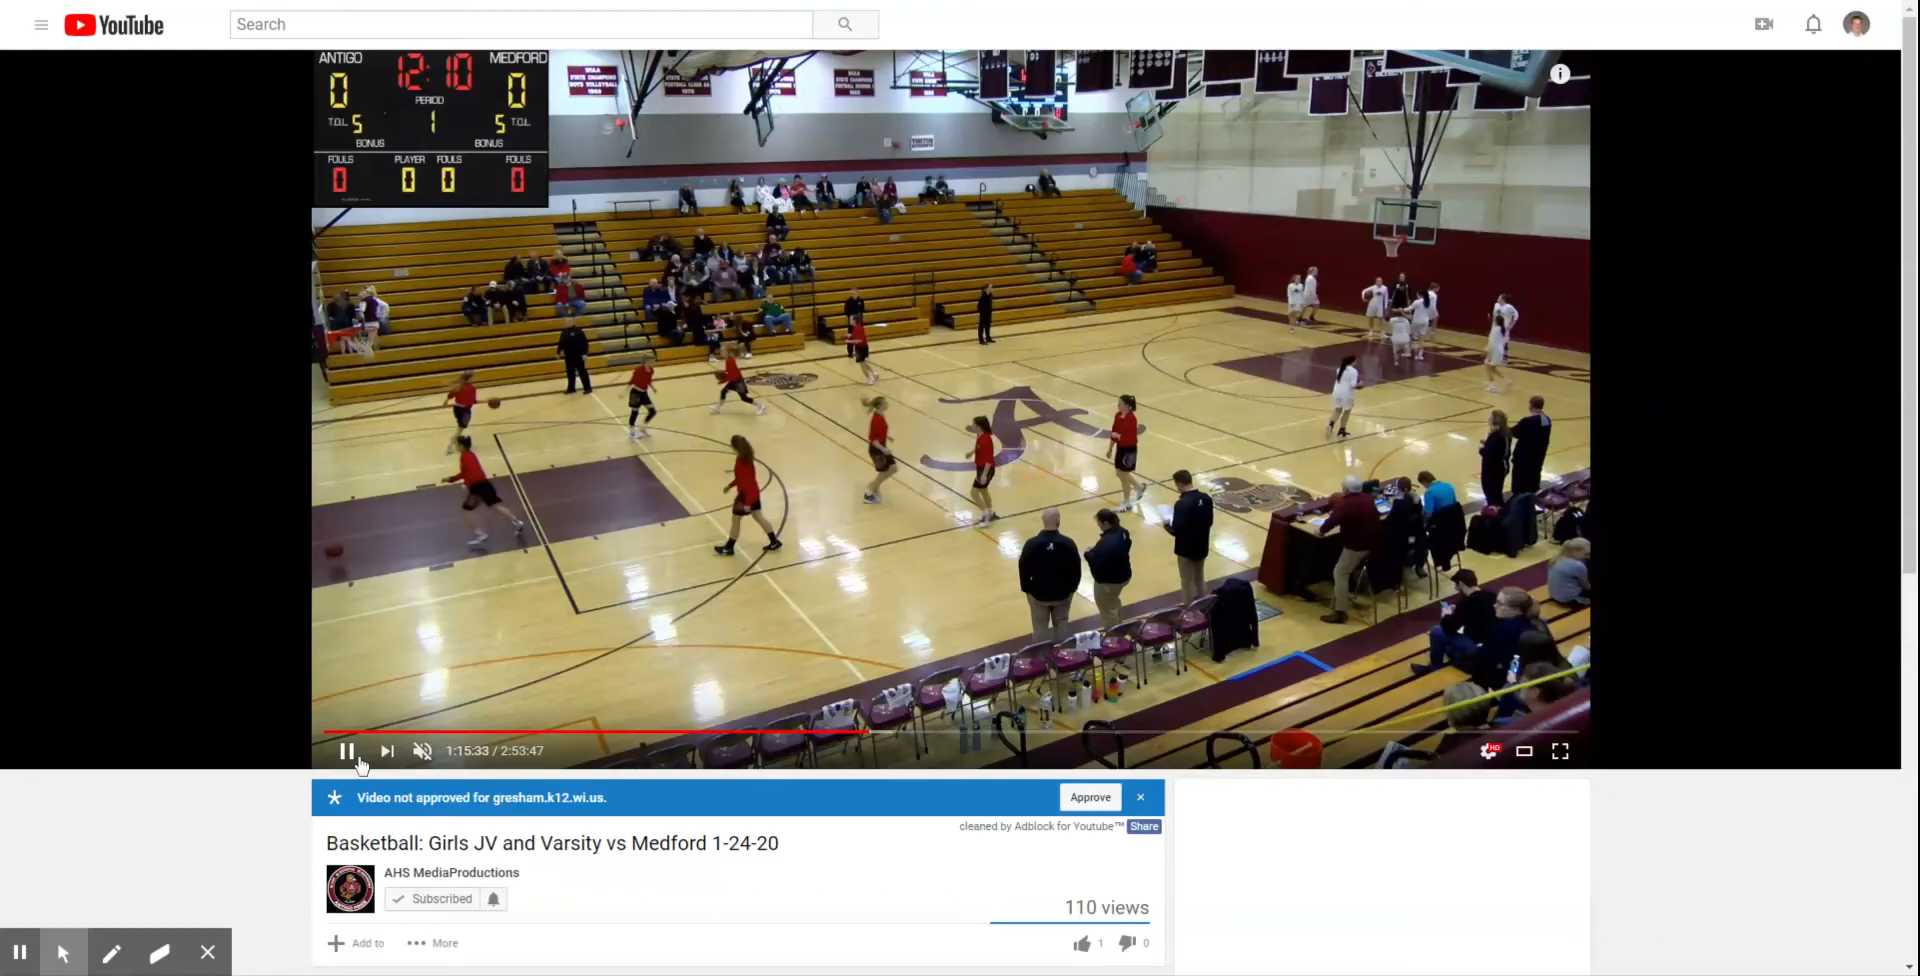 YouTube
Search
ANTIGO 12:10 MEDFORD
0 PERIOD 0
T.O.L 5 1 5 T.O.L
BONUS BONUS
FOULS PLAYER FOULS FOULS
0 0 0 0
A
1:15:33 / 2:53:47
HD
Video not approved for gresham.k12.wi.us.
Approve
cleaned by Adblock for Youtube™ Share
Basketball: Girls JV and Varsity vs Medford 1-24-20
AHS MediaProductions
Subscribed
110 views
Add to
More
1 0